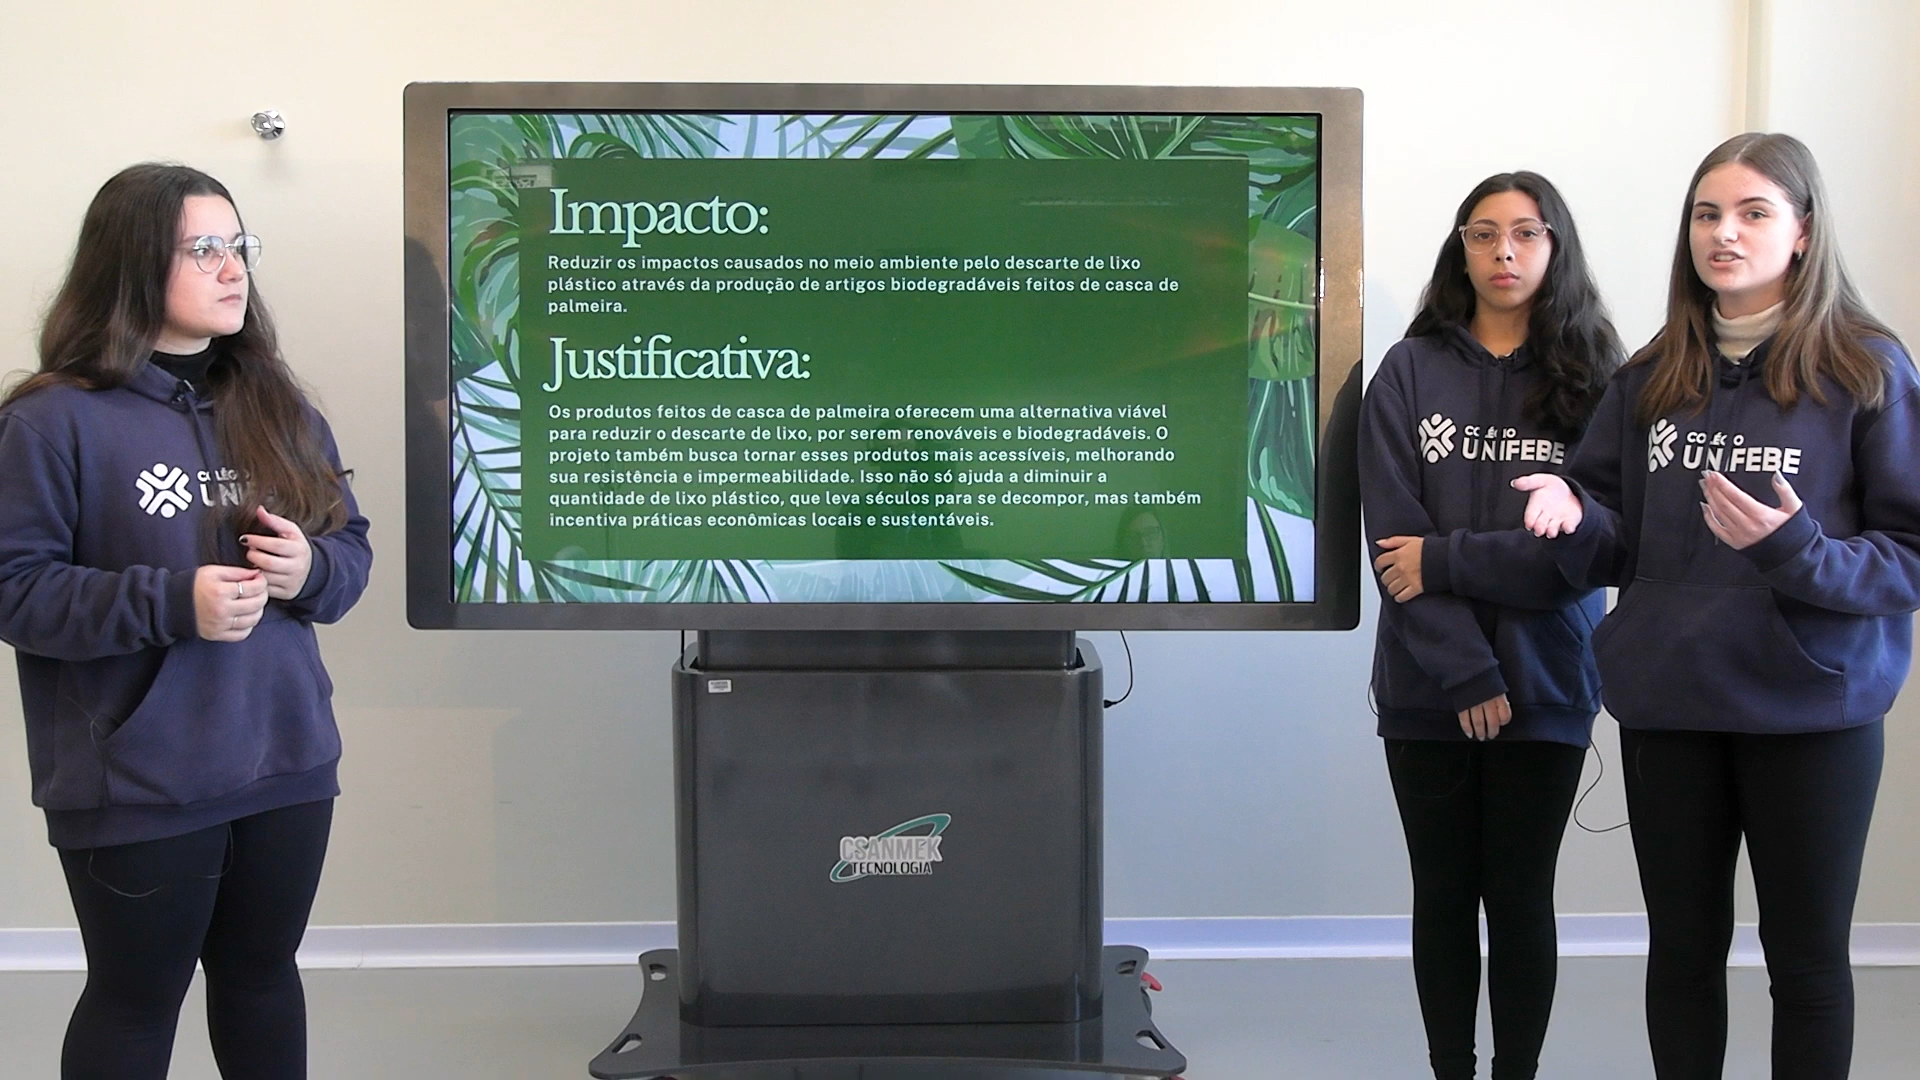 Impacto:
Reduzir os impactos causados no meio ambiente pelo descarte de lixo
plástico através da produção de artigos biodegradáveis feitos de casca de
palmeira.
Justificativa:
Os produtos feitos de casca de palmeira oferecem uma alternativa viável
para reduzir o descarte de lixo, por serem renováveis e biodegradáveis. O
projeto também busca tornar esses produtos mais acessíveis, melhorando
sua resistência e impermeabilidade. Isso não só ajuda a diminuir a
quantidade de lixo plástico, que leva séculos para se decompor, mas também
incentiva práticas econômicas locais e sustentáveis.
COLÉGIO
UNIFEBE
COLÉGIO
UNIFEBE
CSANMEK
TECNOLOGIA